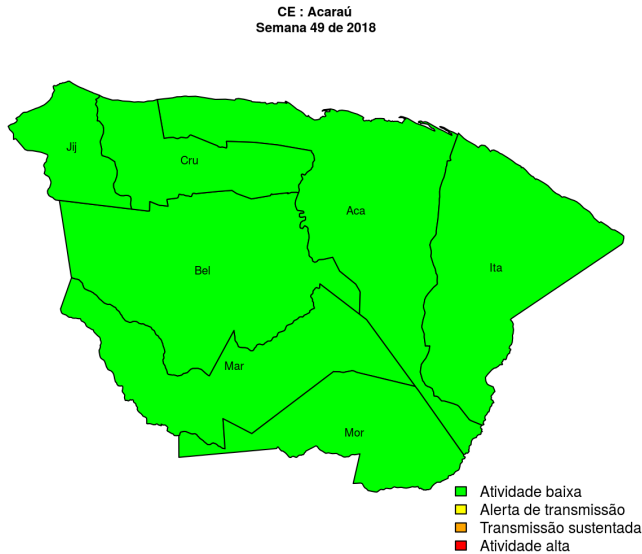 CE : Acaraú
Semana 49 de 2018
Jij
Cru
Aca
Bel
Ita
Mar
Mor
Atividade baixa
Alerta de transmissão
Transmissão sustentada
Atividade alta